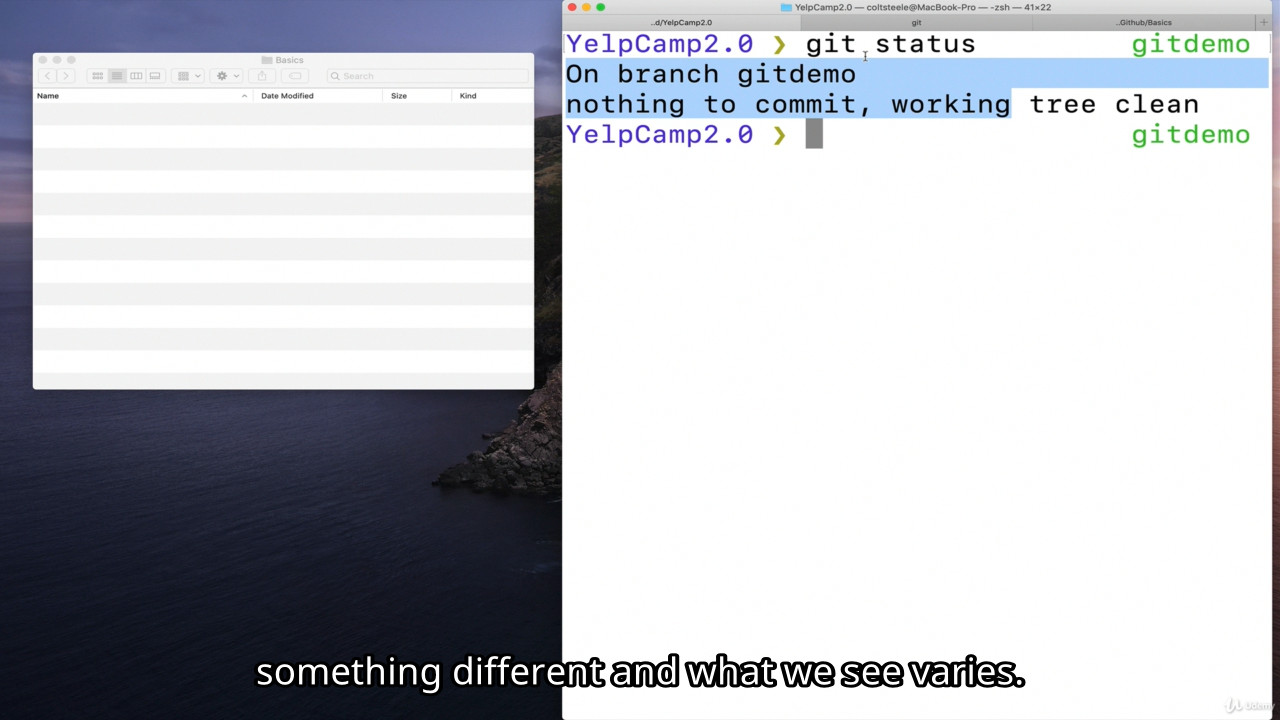 YelpCamp2.0 — coltsteele@MacBook-Pro — -zsh — 41×22
..d/YelpCamp2.0
git
..Github/Basics
+
YelpCamp2.0 ❯ git status gitdemo
On branch gitdemo
nothing to commit, working tree clean
YelpCamp2.0 ❯ gitdemo
Basics
Search
Name
Date Modified
Size
Kind
something different and what we see varies.
Udemy